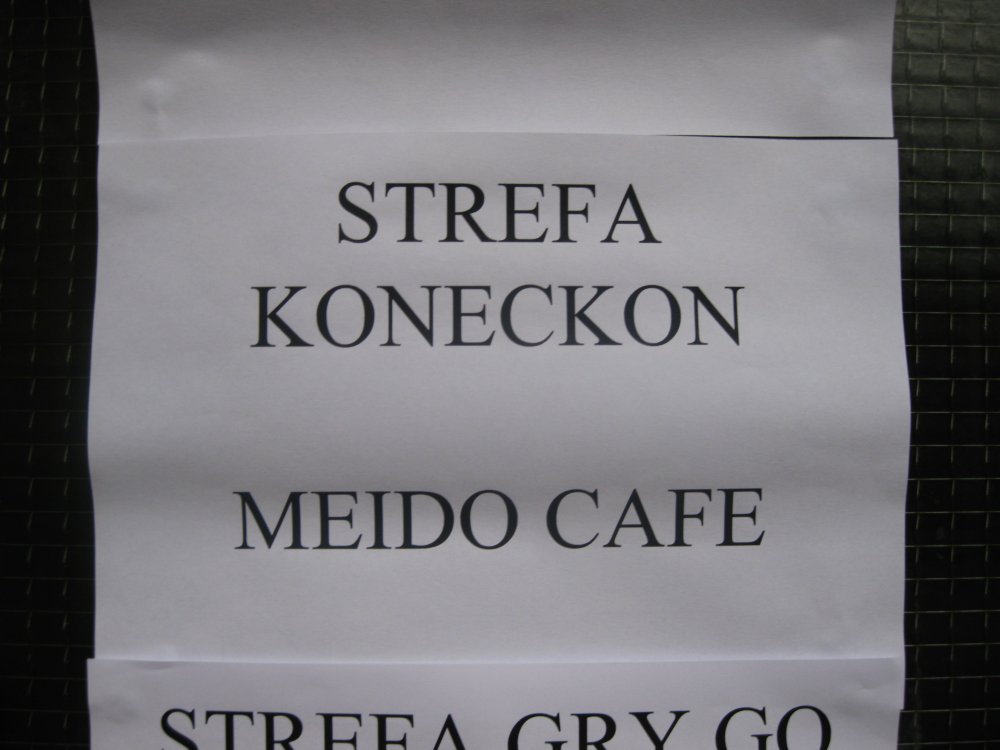 STREFA
KONECKON
MEIDO CAFE
STREFA GRY GO